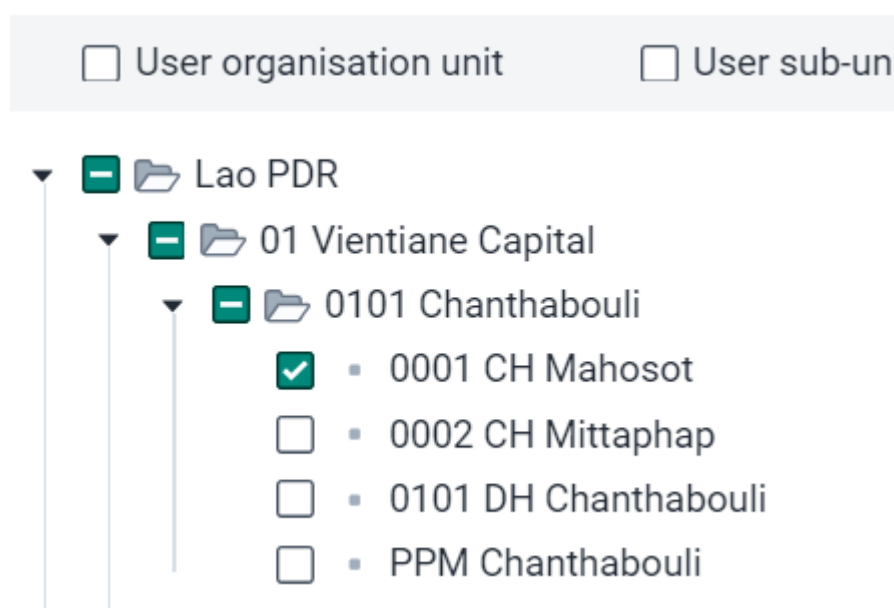 User organisation unit User sub-un
Lao PDR
01 Vientiane Capital
0101 Chanthabouli
0001 CH Mahosot
0002 CH Mittaphap
0101 DH Chanthabouli
PPM Chanthabouli